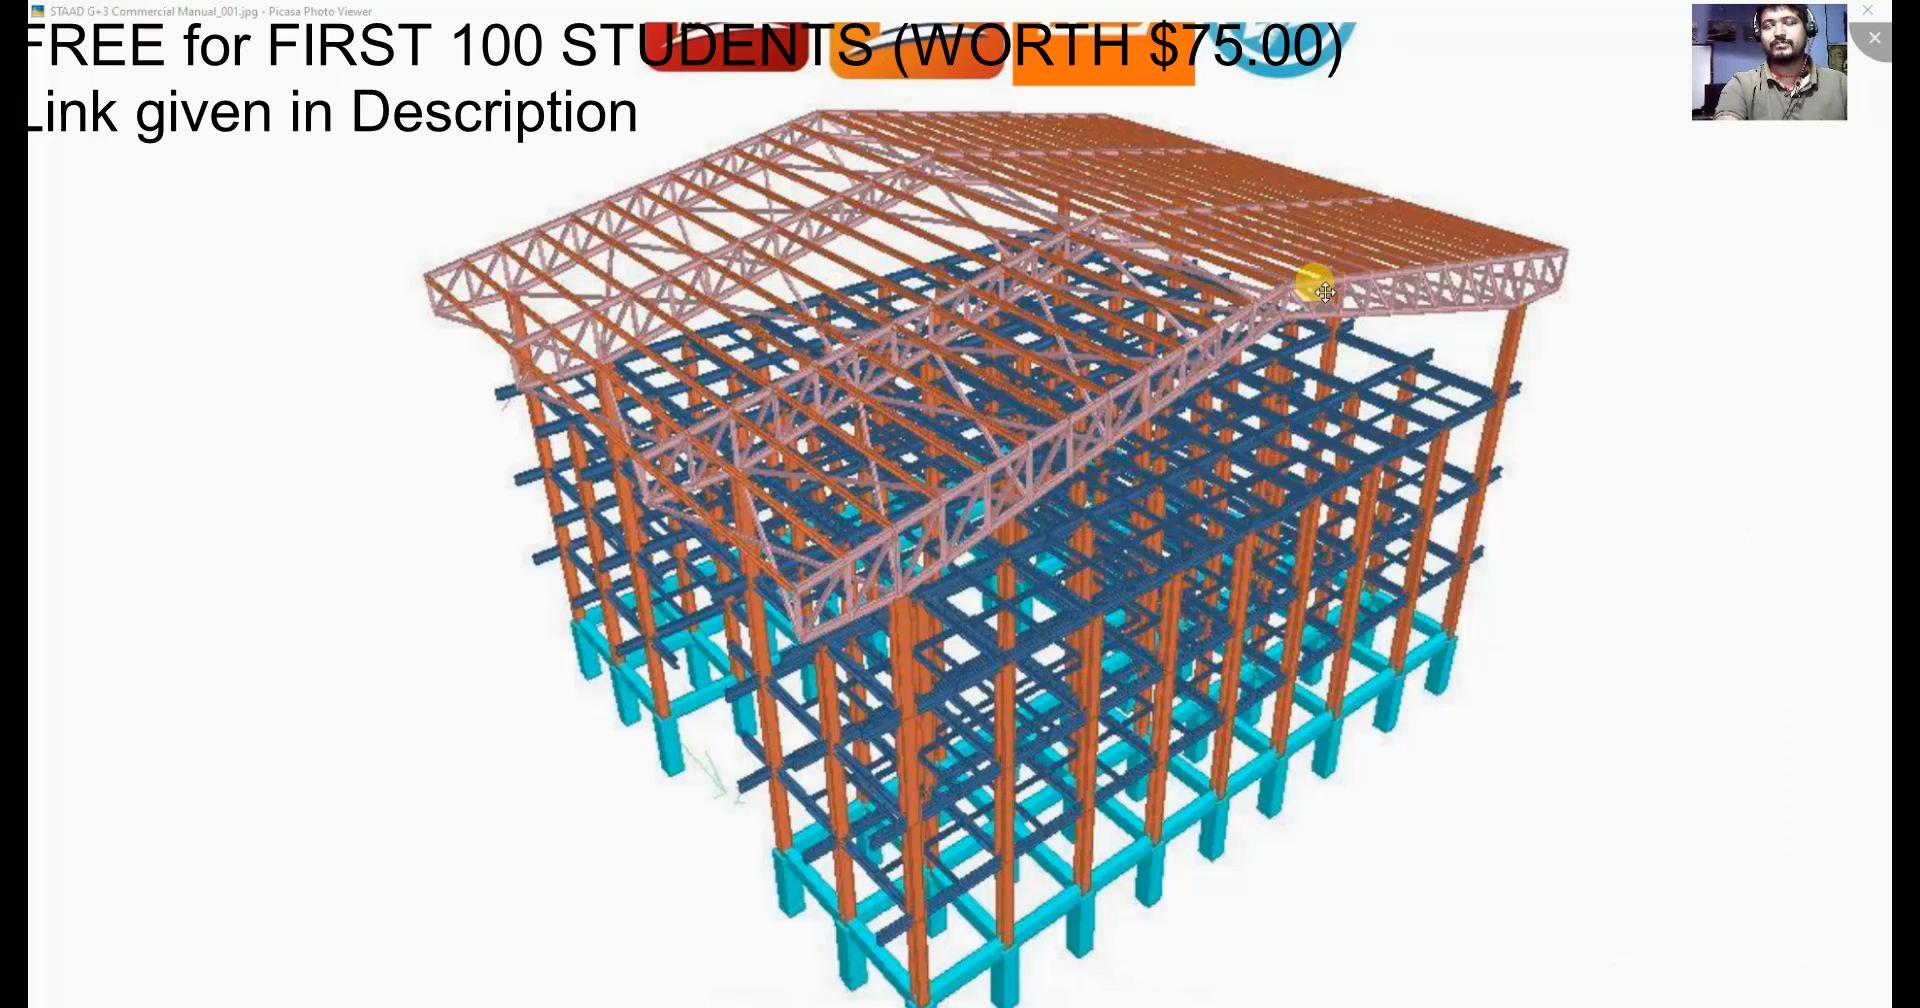 STAAD G+3 Commercial Manual_001.jpg - Picasa Photo Viewer
FREE for FIRST 100 STUDENTS (WORTH $75.00)
Link given in Description